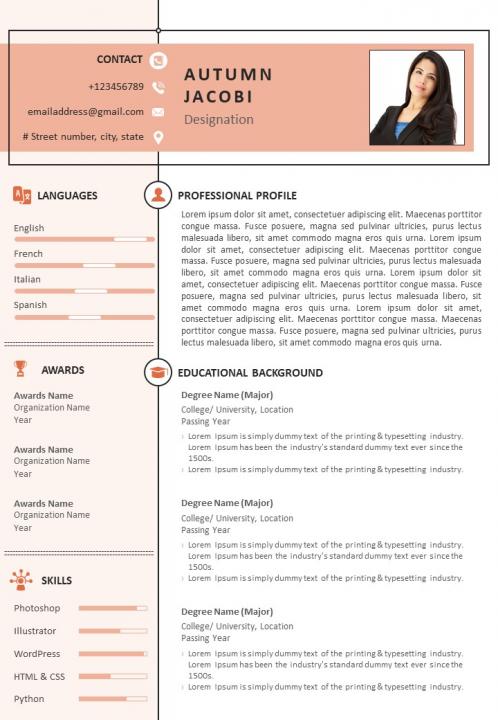 CONTACT
+123456789
emailaddress@gmail.com
# Street number, city, state
AUTUMN
JACOBI
Designation
LANGUAGES
English
French
Italian
Spanish
AWARDS
Awards Name
Organization Name
Year
Awards Name
Organization Name
Year
Awards Name
Organization Name
Year
SKILLS
Photoshop
Illustrator
WordPress
HTML & CSS
Python
PROFESSIONAL PROFILE
Lorem ipsum dolor sit amet, consectetuer adipiscing elit. Maecenas porttitor
congue massa. Fusce posuere, magna sed pulvinar ultricies, purus lectus
malesuada libero, sit amet commodo magna eros quis urna. Lorem ipsum dolor
sit amet, consectetuer adipiscing elit. Maecenas porttitor congue massa. Fusce
posuere, magna sed pulvinar ultricies, purus lectus malesuada
libero, sit amet commodo magna eros quis urna. Lorem ipsum dolor sit amet,
consectetuer adipiscing elit. Maecenas porttitor congue massa. Fusce
posuere, magna sed pulvinar ultricies, purus lectus malesuada libero, sit amet
commodo magna eros quis urna. Lorem ipsum dolor sit amet,
consectetuer adipiscing elit. Maecenas porttitor
congue massa. Fusce posuere, magna sed pulvinar ultricies, purus
lectus malesuada libero, sit amet commodo magna eros quis urna.
EDUCATIONAL BACKGROUND
Degree Name (Major)
College/ University, Location
Passing Year
Lorem Ipsum is simply dummy text of the printing & typesetting industry.
Lorem Ipsum has been the industry's standard dummy text ever since the
1500s.
Lorem Ipsum is simply dummy text of the printing & typesetting industry.
Degree Name (Major)
College/ University, Location
Passing Year
Lorem Ipsum is simply dummy text of the printing & typesetting industry.
Lorem Ipsum has been the industry's standard dummy text ever since the
1500s.
Lorem Ipsum is simply dummy text of the printing & typesetting industry.
Degree Name (Major)
College/ University, Location
Passing Year
Lorem Ipsum is simply dummy text of the printing & typesetting industry.
Lorem Ipsum has been the industry's standard dummy text ever since the
1500s.
Lorem Ipsum is simply dummy text of the printing & typesetting industry.